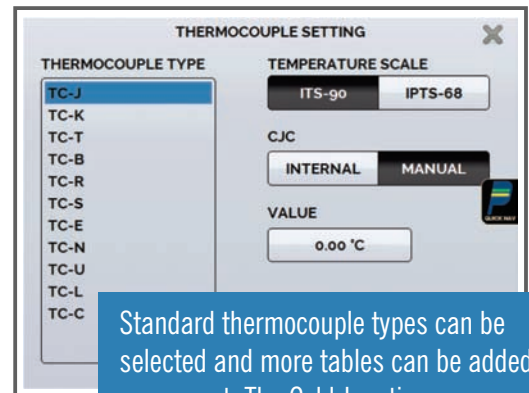 THERMOCOUPLE SETTING
THERMOCOUPLE TYPE
TC-J
TC-K
TC-T
TC-B
TC-R
TC-S
TC-E
TC-N
TC-U
TC-L
TC-C
TEMPERATURE SCALE
ITS-90 IPTS-68
CJC
INTERNAL MANUAL
VALUE
0.00 °C
QUICK NAV
Standard thermocouple types can be
selected and more tables can be added